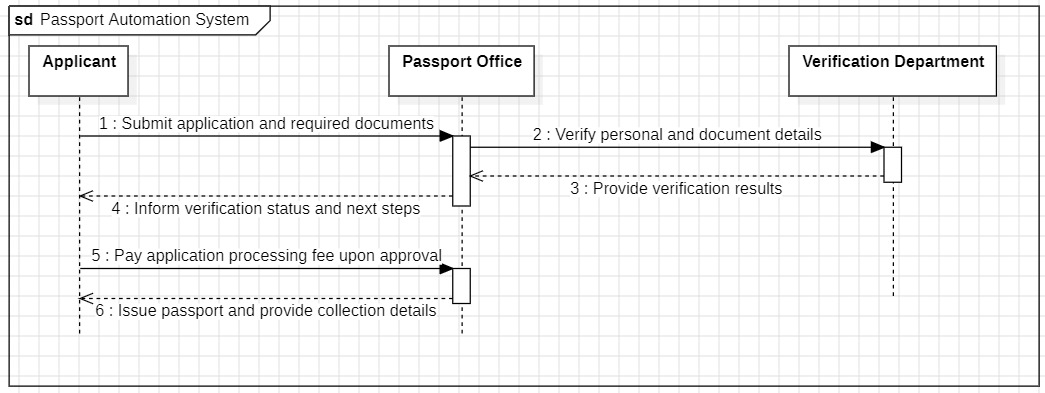 sd Passport Automation System
Applicant
Passport Office
Verification Department
1 : Submit application and required documents
2 : Verify personal and document details
3 : Provide verification results
4 : Inform verification status and next steps
5 : Pay application processing fee upon approval
6 : Issue passport and provide collection details